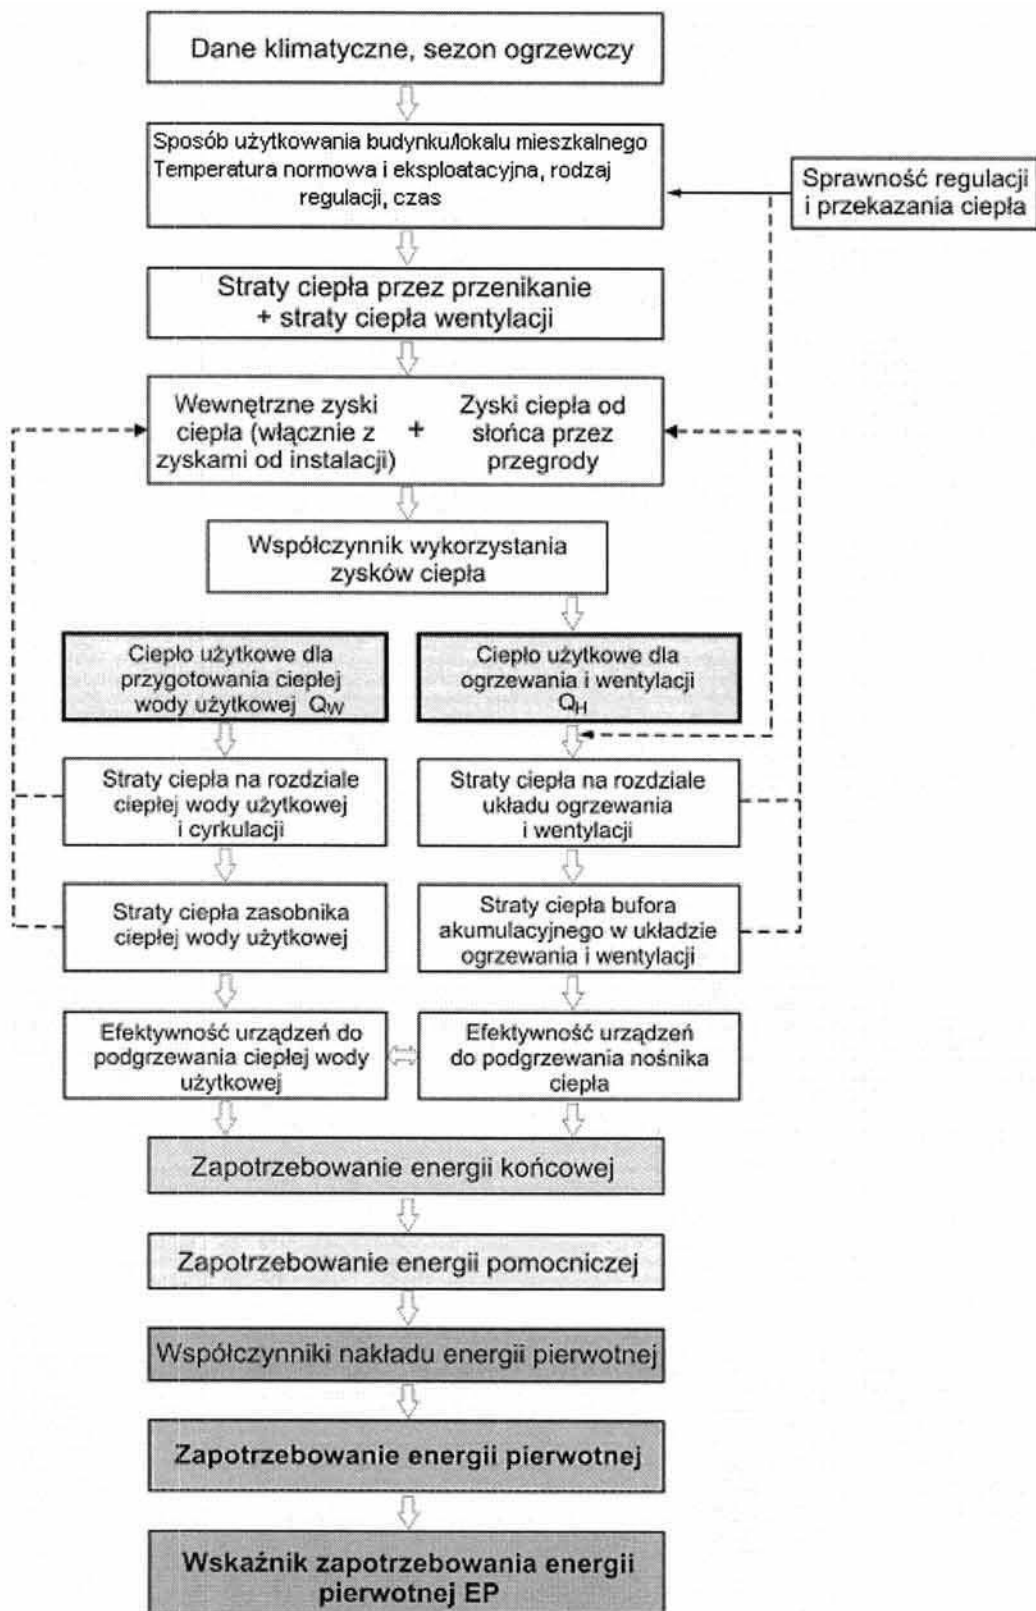 Dane klimatyczne, sezon ogrzewczy
Sposób użytkowania budynku/lokalu mieszkalnego
Temperatura normowa i eksploatacyjna, rodzaj
regulacji, czas
Sprawność regulacji
i przekazania ciepła
Straty ciepła przez przenikanie
+ straty ciepła wentylacji
Wewnętrzne zyski
ciepła (włącznie z
zyskami od instalacji)
+
Zyski ciepła od
słońca przez
przegrody
Współczynnik wykorzystania
zysków ciepła
Ciepło użytkowe dla
przygotowania ciepłej
wody użytkowej QW
Ciepło użytkowe dla
ogrzewania i wentylacji
QH
Straty ciepła na rozdziale
ciepłej wody użytkowej
i cyrkulacji
Straty ciepła na rozdziale
układu ogrzewania
i wentylacji
Straty ciepła zasobnika
ciepłej wody użytkowej
Straty ciepła bufora
akumulacyjnego w układzie
ogrzewania i wentylacji
Efektywność urządzeń do
podgrzewania ciepłej wody
użytkowej
Efektywność urządzeń
do podgrzewania nośnika
ciepła
Zapotrzebowanie energii końcowej
Zapotrzebowanie energii pomocniczej
Współczynniki nakładu energii pierwotnej
Zapotrzebowanie energii pierwotnej
Wskaźnik zapotrzebowania energii
pierwotnej EP